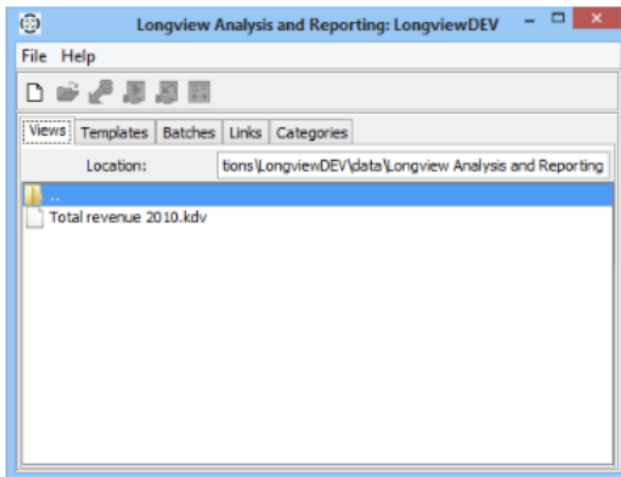 Longview Analysis and Reporting: LongviewDEV
File Help
Views Templates Batches Links Categories
Location: tions\LongviewDEV\data\Longview Analysis and Reporting
..
Total revenue 2010.kdv